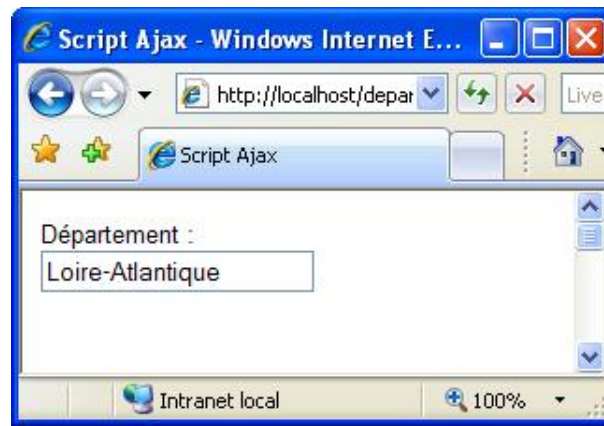 Script Ajax - Windows Internet E...
http://localhost/depar
Live
Script Ajax
Département :
Loire-Atlantique
Intranet local
100%